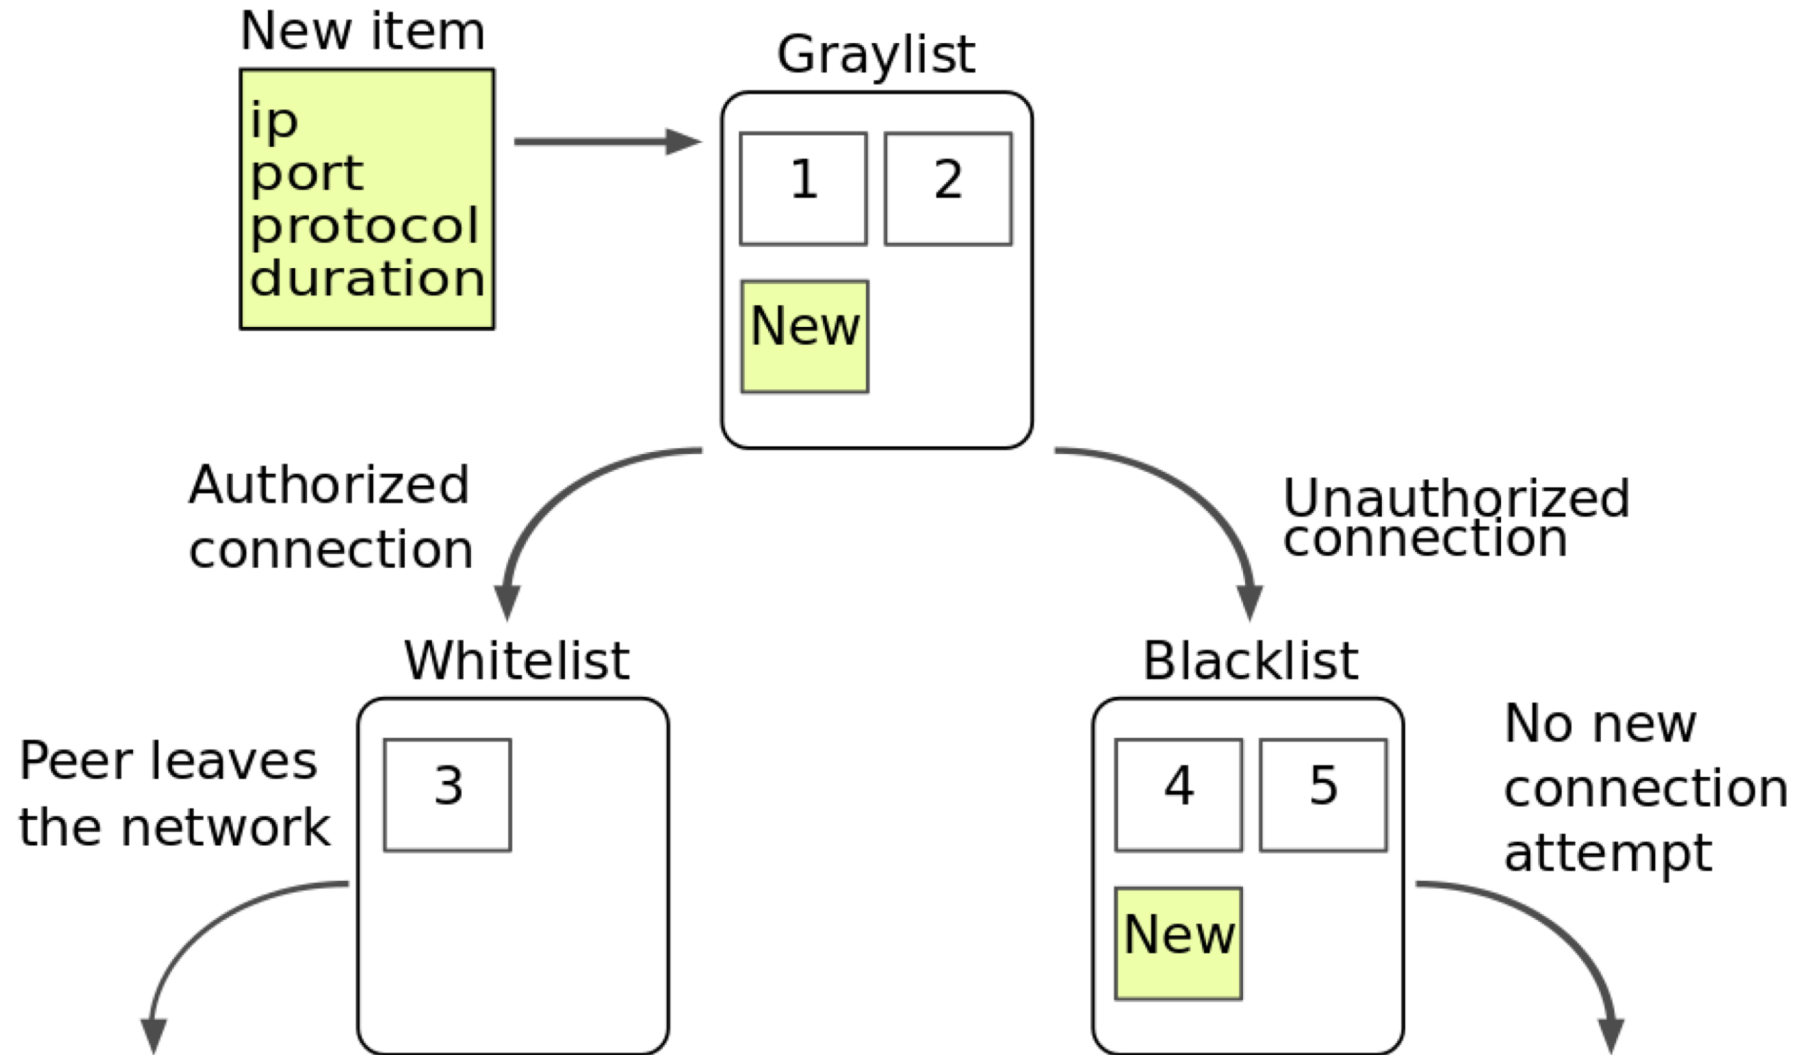 New item
ip
port
protocol
duration
Graylist
1 2
New
Authorized
connection
Unauthorized
connection
Whitelist
3
Peer leaves
the network
Blacklist
4 5
New
No new
connection
attempt